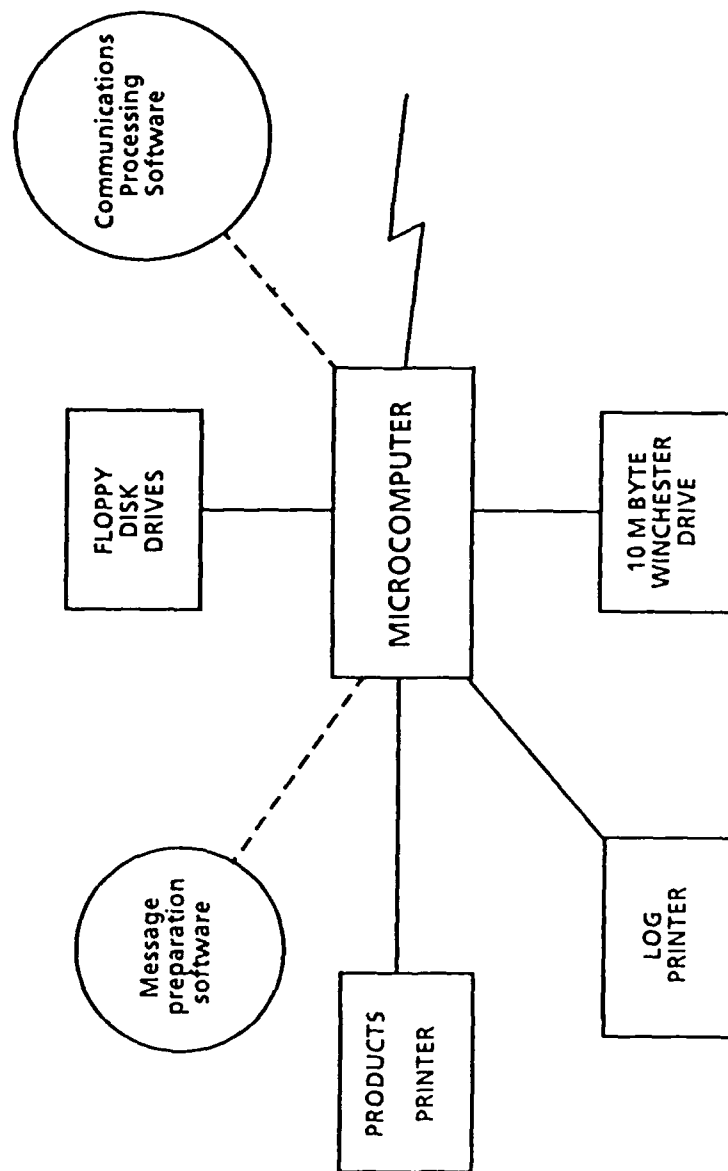 Communications
Processing
Software
FLOPPY
DISK
DRIVES
Message
preparation
software
MICROCOMPUTER
PRODUCTS
PRINTER
LOG
PRINTER
10 M BYTE
WINCHESTER
DRIVE